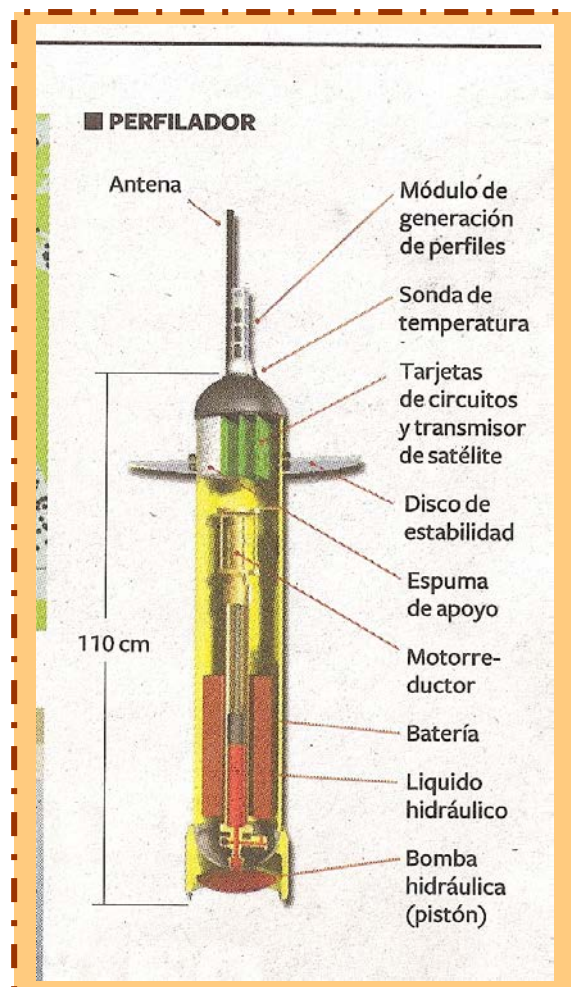 PERFILADOR
Antena
Módulo de
generación
de perfiles
Sonda de
temperatura
Tarjetas
de circuitos
y transmisor
de satélite
Disco de
estabilidad
Espuma
de apoyo
110 cm
Motorre-
ductor
Batería
Liquido
hidráulico
Bomba
hidráulica
(pistón)